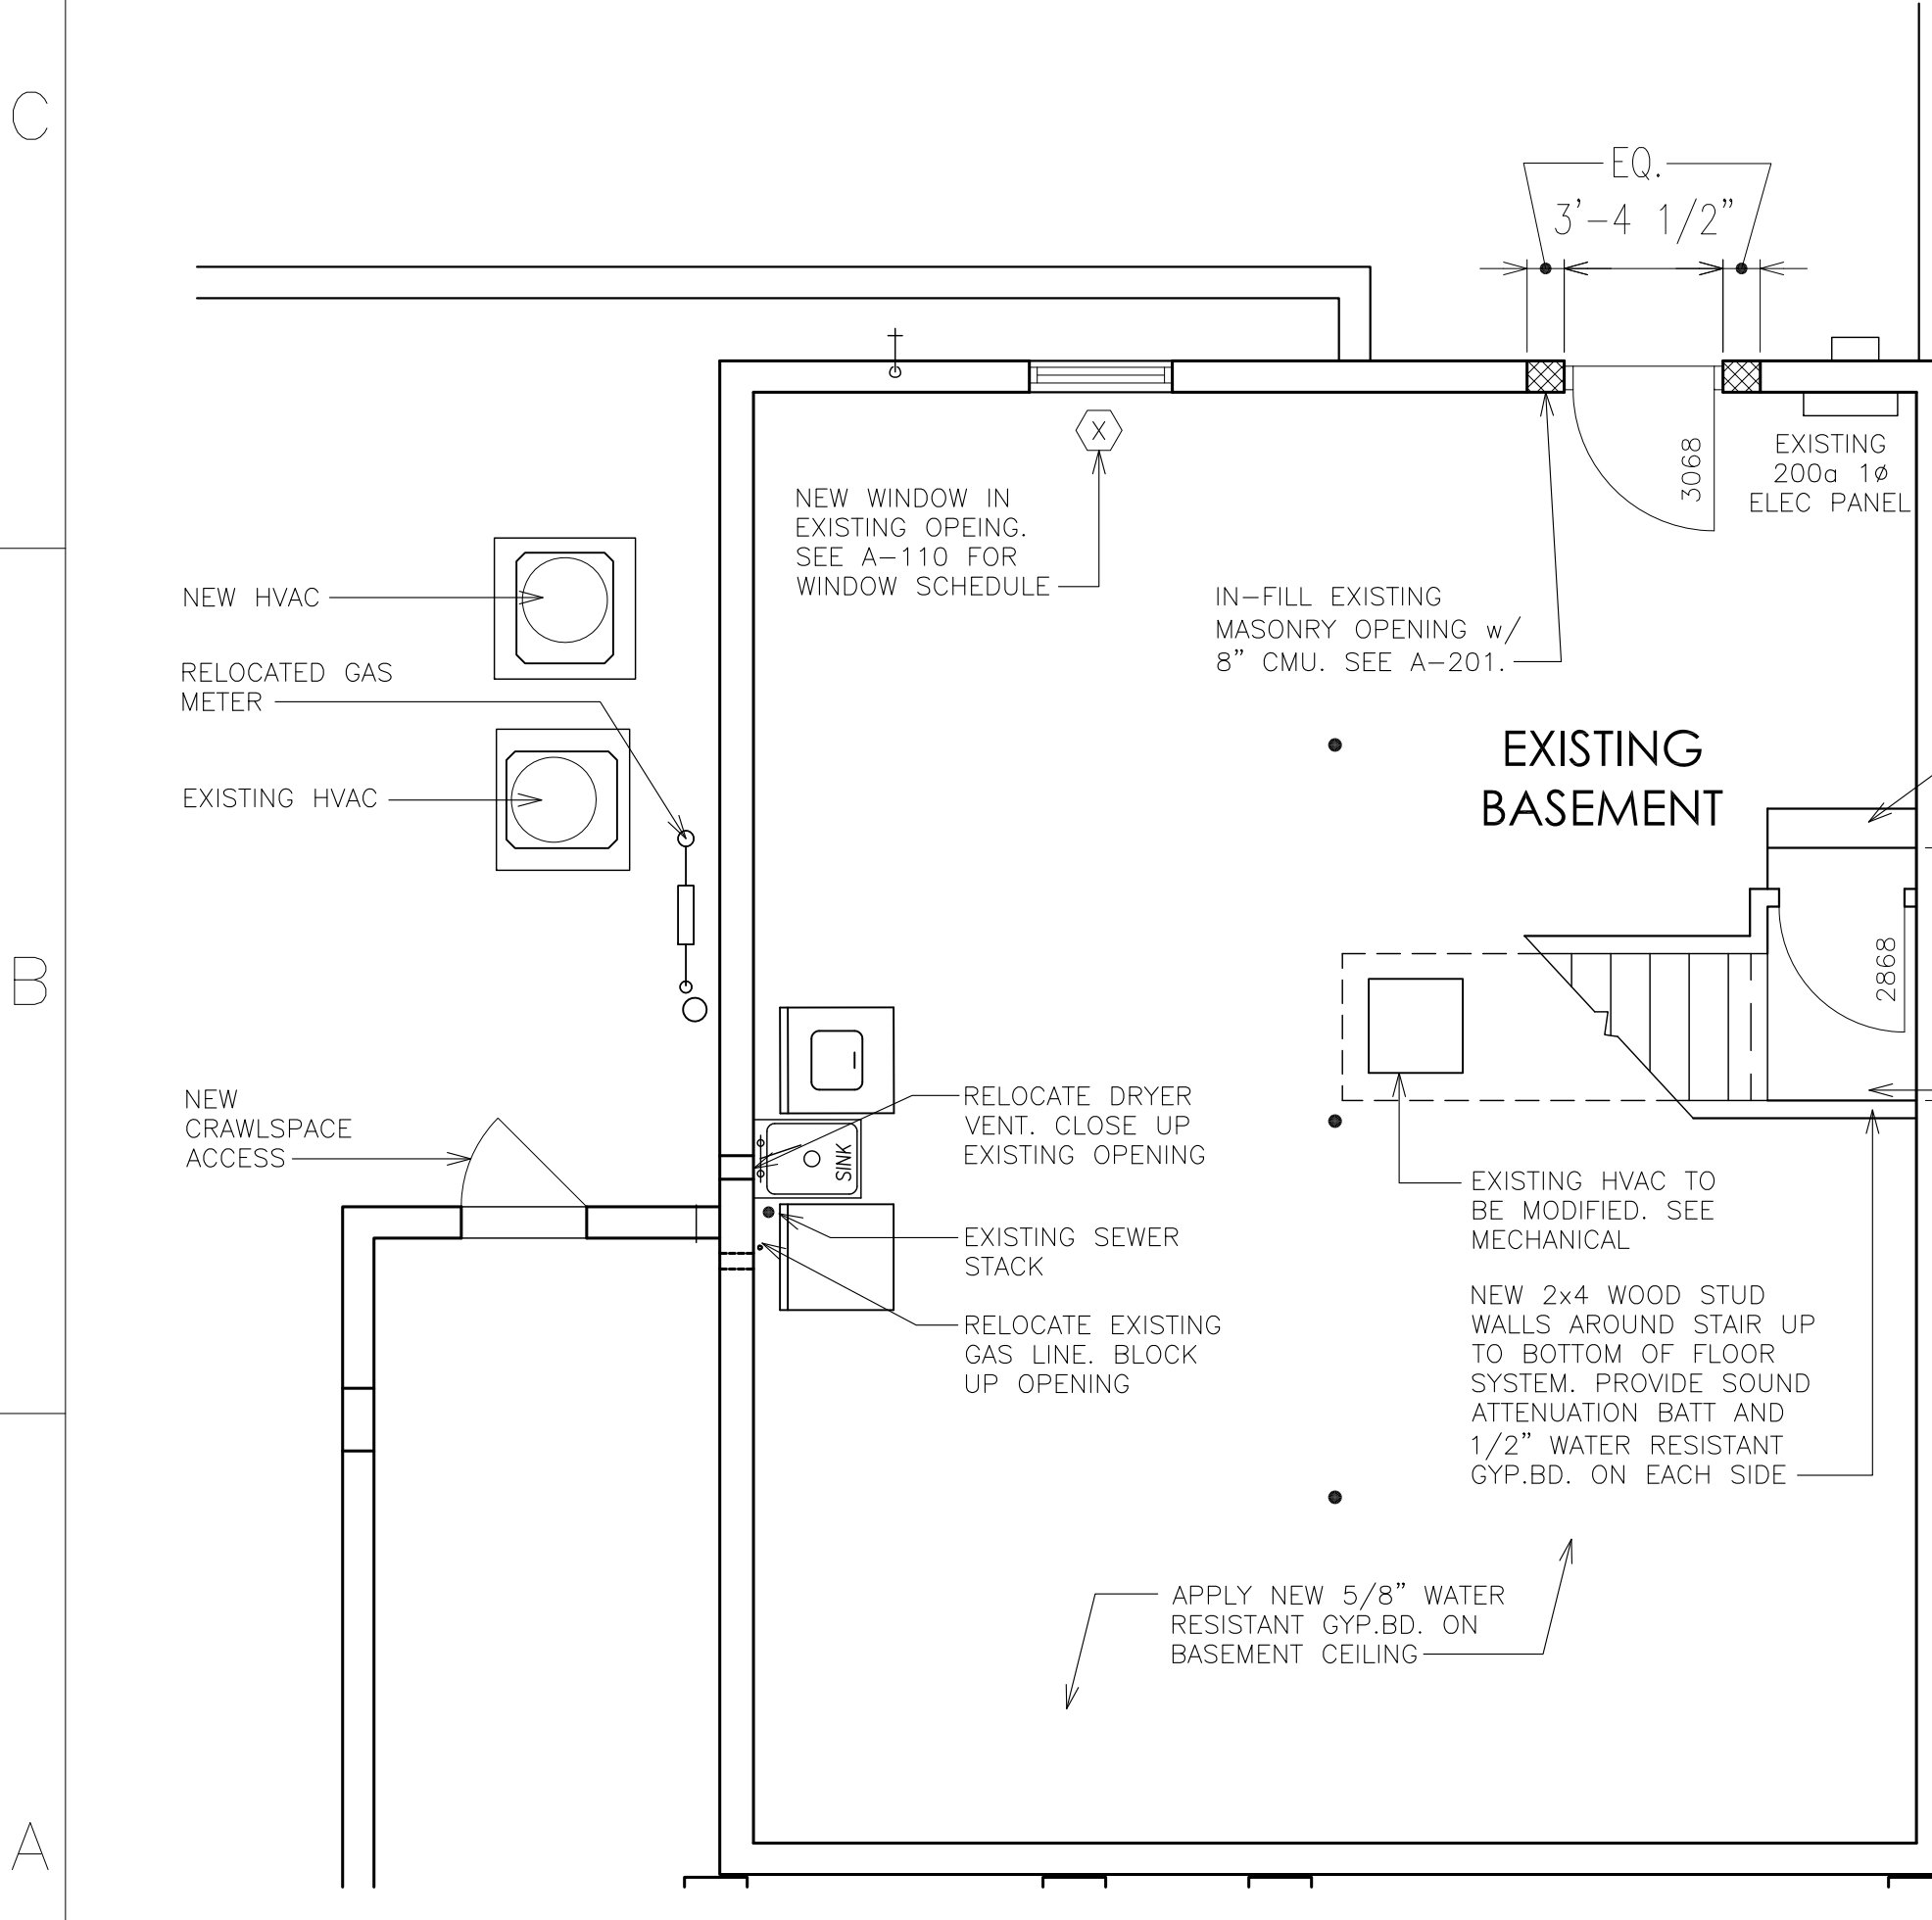 C
EQ.
3'-4 1/2"
3068
EXISTING
200a 1ø
ELEC PANEL
X
NEW WINDOW IN
EXISTING OPEING.
SEE A-110 FOR
WINDOW SCHEDULE
IN-FILL EXISTING
MASONRY OPENING w/
8" CMU. SEE A-201.
NEW HVAC
RELOCATED GAS
METER
EXISTING HVAC
EXISTING
BASEMENT
B
2868
NEW
CRAWLSPACE
ACCESS
SINK
RELOCATE DRYER
VENT. CLOSE UP
EXISTING OPENING
EXISTING SEWER
STACK
RELOCATE EXISTING
GAS LINE. BLOCK
UP OPENING
EXISTING HVAC TO
BE MODIFIED. SEE
MECHANICAL
NEW 2x4 WOOD STUD
WALLS AROUND STAIR UP
TO BOTTOM OF FLOOR
SYSTEM. PROVIDE SOUND
ATTENUATION BATT AND
1/2" WATER RESISTANT
GYP.BD. ON EACH SIDE
APPLY NEW 5/8" WATER
RESISTANT GYP.BD. ON
BASEMENT CEILING
A